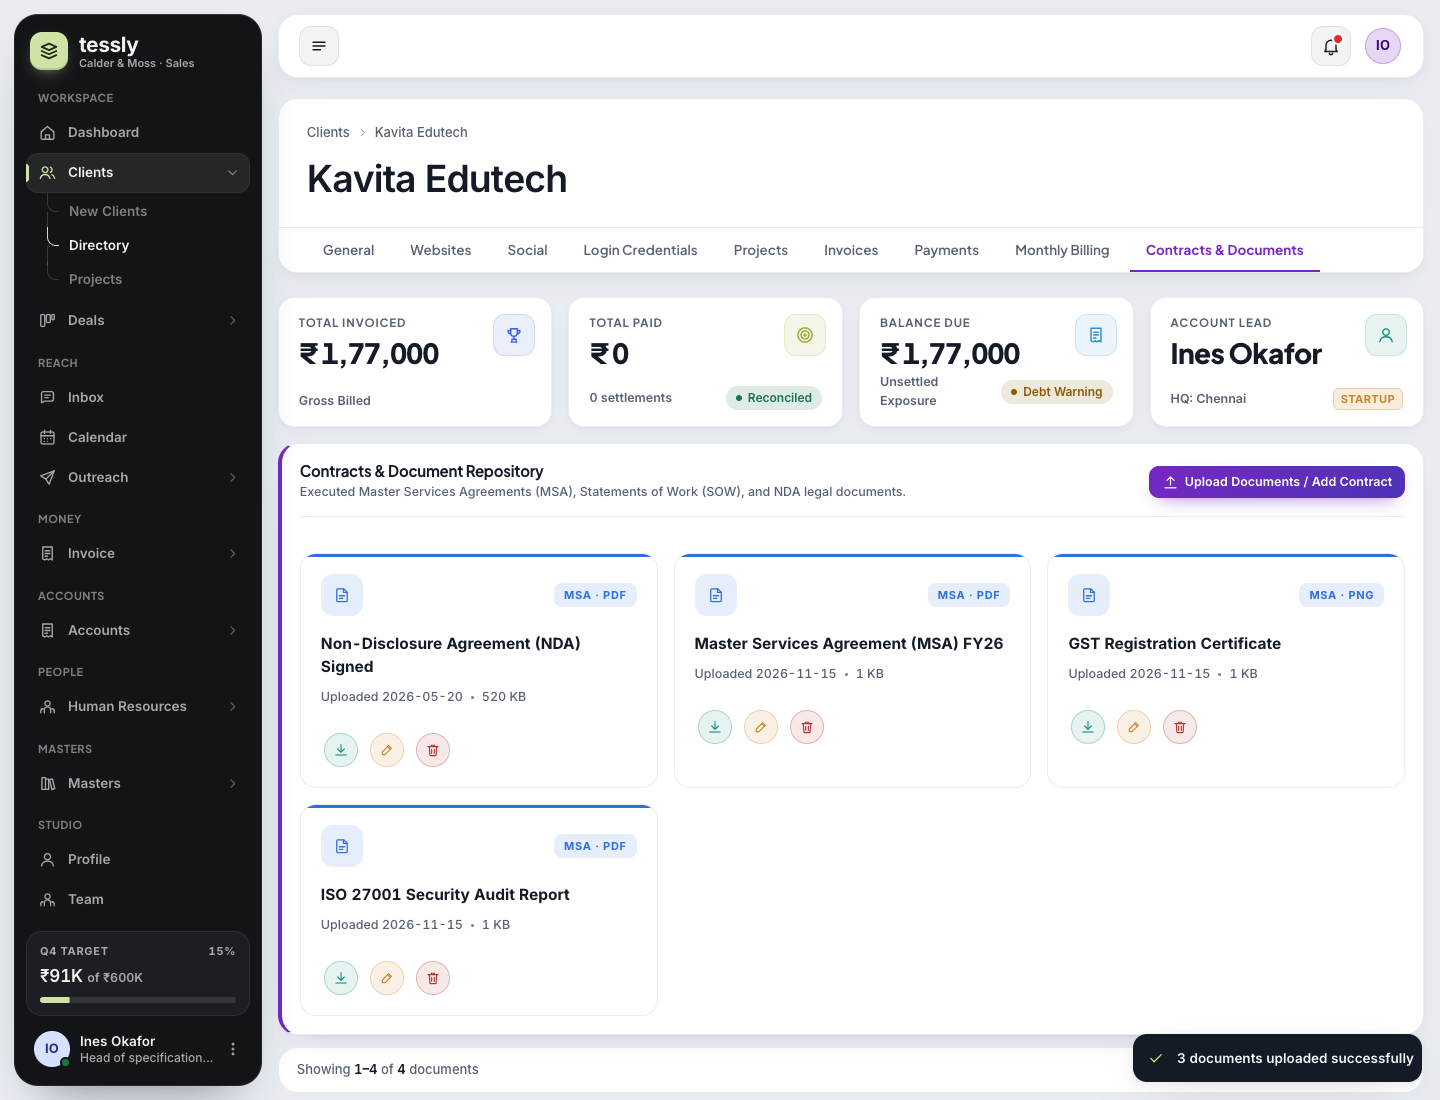 tessly
Calder & Moss · Sales
WORKSPACE
Dashboard
Clients
New Clients
Directory
Projects
Deals
REACH
Inbox
Calendar
Outreach
MONEY
Invoice
ACCOUNTS
Accounts
PEOPLE
Human Resources
MASTERS
Masters
STUDIO
Profile
Team
Q4 TARGET 15%
₹91K of ₹600K
IO
Ines Okafor
Head of specification...
IO
Clients Kavita Edutech
Kavita Edutech
General Websites Social Login Credentials Projects Invoices Payments Monthly Billing Contracts & Documents
TOTAL INVOICED
₹1,77,000
Gross Billed
TOTAL PAID
₹0
0 settlements
Reconciled
BALANCE DUE
₹1,77,000
Unsettled
Exposure
Debt Warning
ACCOUNT LEAD
Ines Okafor
HQ: Chennai
STARTUP
Contracts & Document Repository
Executed Master Services Agreements (MSA), Statements of Work (SOW), and NDA legal documents.
Upload Documents / Add Contract
MSA · PDF
Non-Disclosure Agreement (NDA)
Signed
Uploaded 2026-05-20 • 520 KB
MSA · PDF
Master Services Agreement (MSA) FY26
Uploaded 2026-11-15 • 1 KB
MSA · PNG
GST Registration Certificate
Uploaded 2026-11-15 • 1 KB
MSA · PDF
ISO 27001 Security Audit Report
Uploaded 2026-11-15 • 1 KB
Showing 1–4 of 4 documents
3 documents uploaded successfully